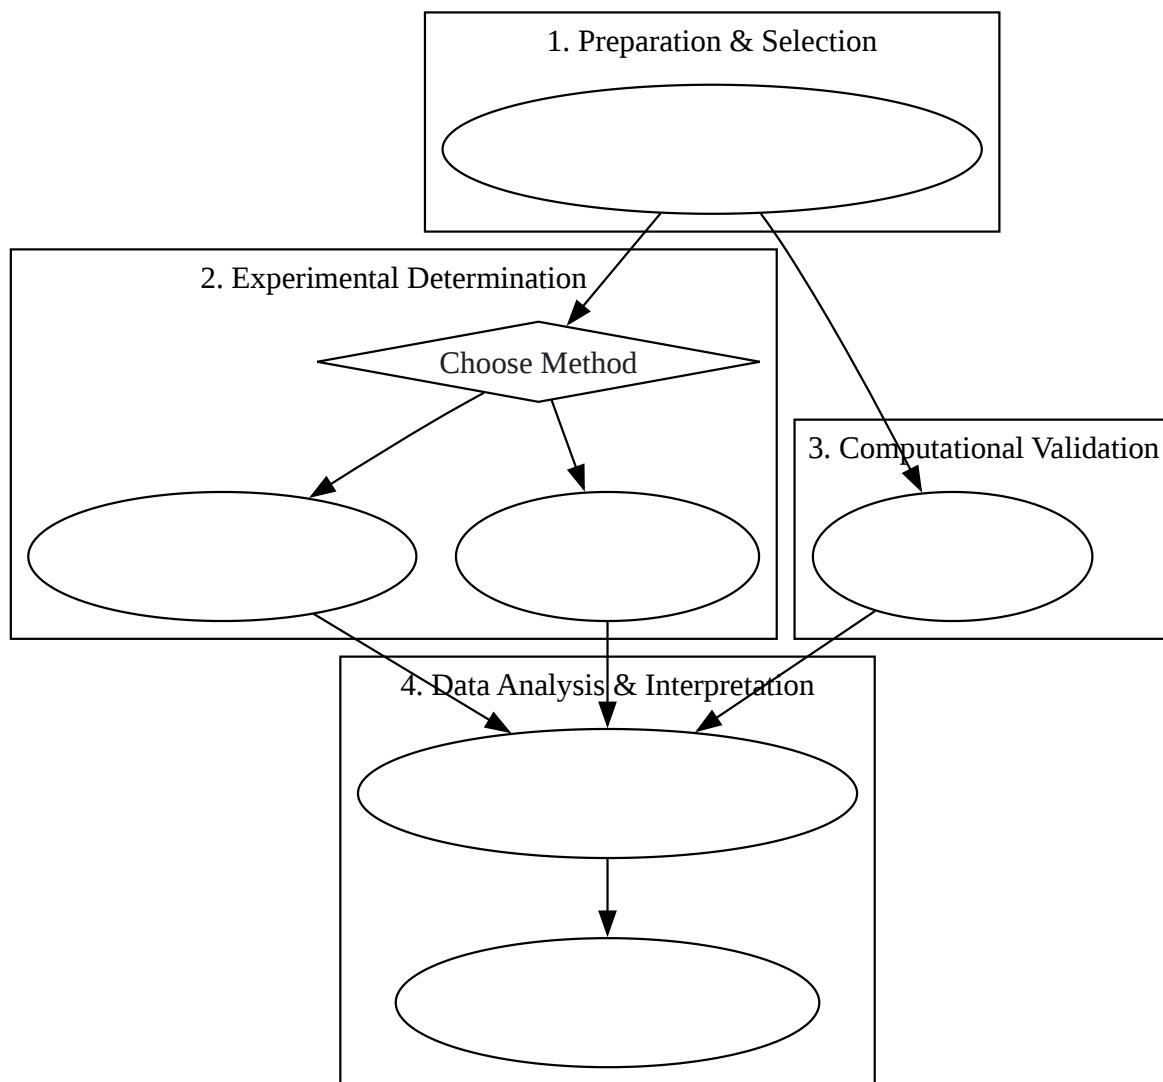 1. Preparation & Selection
2. Experimental Determination
Choose Method
3. Computational Validation
4. Data Analysis & Interpretation